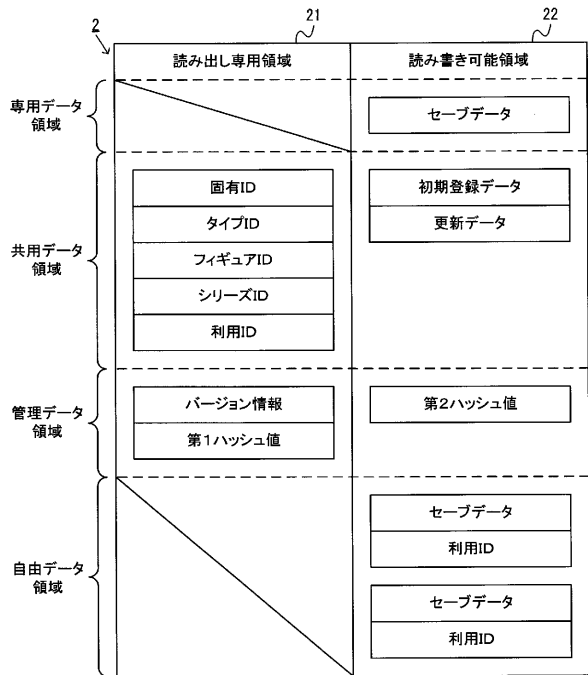 2
21
22
読み出し専用領域
読み書き可能領域
専用データ
領域
セーブデータ
共用データ
領域
固有ID
タイプID
フィギュアID
シリーズID
利用ID
初期登録データ
更新データ
管理データ
領域
バージョン情報
第1ハッシュ値
第2ハッシュ値
自由データ
領域
セーブデータ
利用ID
セーブデータ
利用ID